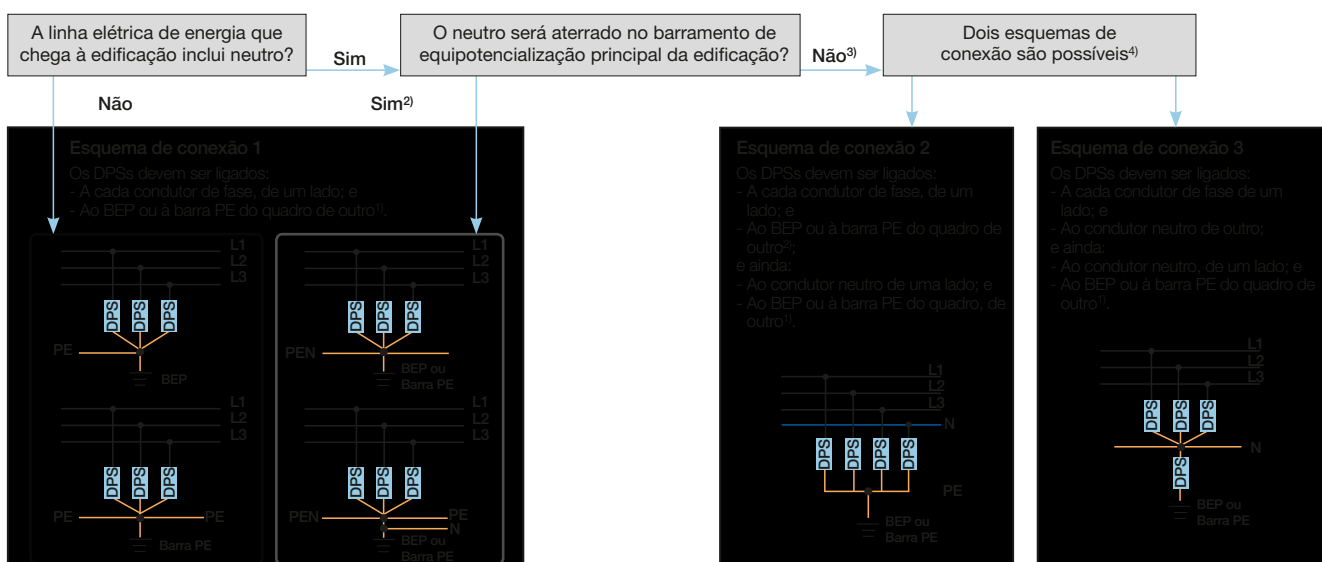 A linha elétrica de energia que
chega à edificação inclui neutro?
Sim
O neutro será aterrado no barramento de
equipotencialização principal da edificação?
Não3)
Dois esquemas de
conexão são possíveis4)
Não
Sim2)
Esquema de conexão 1
Os DPSs devem ser ligados:
- A cada condutor de fase, de um lado; e
- Ao BEP ou à barra PE do quadro de outro1).
L1
L2
L3
DPS DPS DPS
PE
BEP
L1
L2
L3
DPS DPS DPS
PE
PE
Barra PE
L1
L2
L3
DPS DPS DPS
PEN
BEP ou
Barra PE
L1
L2
L3
DPS DPS DPS
PEN
PE
N
BEP ou
Barra PE
Esquema de conexão 2
Os DPSs devem ser ligados:
- A cada condutor de fase, de um
lado; e
- Ao BEP ou à barra PE do quadro de
outro2);
e ainda:
- Ao condutor neutro de uma lado; e
- Ao BEP ou à barra PE do quadro, de
outro1).
L1
L2
L3
N
DPS DPS DPS DPS
PE
BEP ou
Barra PE
Esquema de conexão 3
Os DPSs devem ser ligados:
- A cada condutor de fase de um
lado; e
- Ao condutor neutro de outro;
e ainda:
- Ao condutor neutro, de um lado; e
- Ao BEP ou à barra PE do quadro de
outro1)
L1
L2
L3
DPS DPS DPS
N
DPS
BEP ou
Barra PE